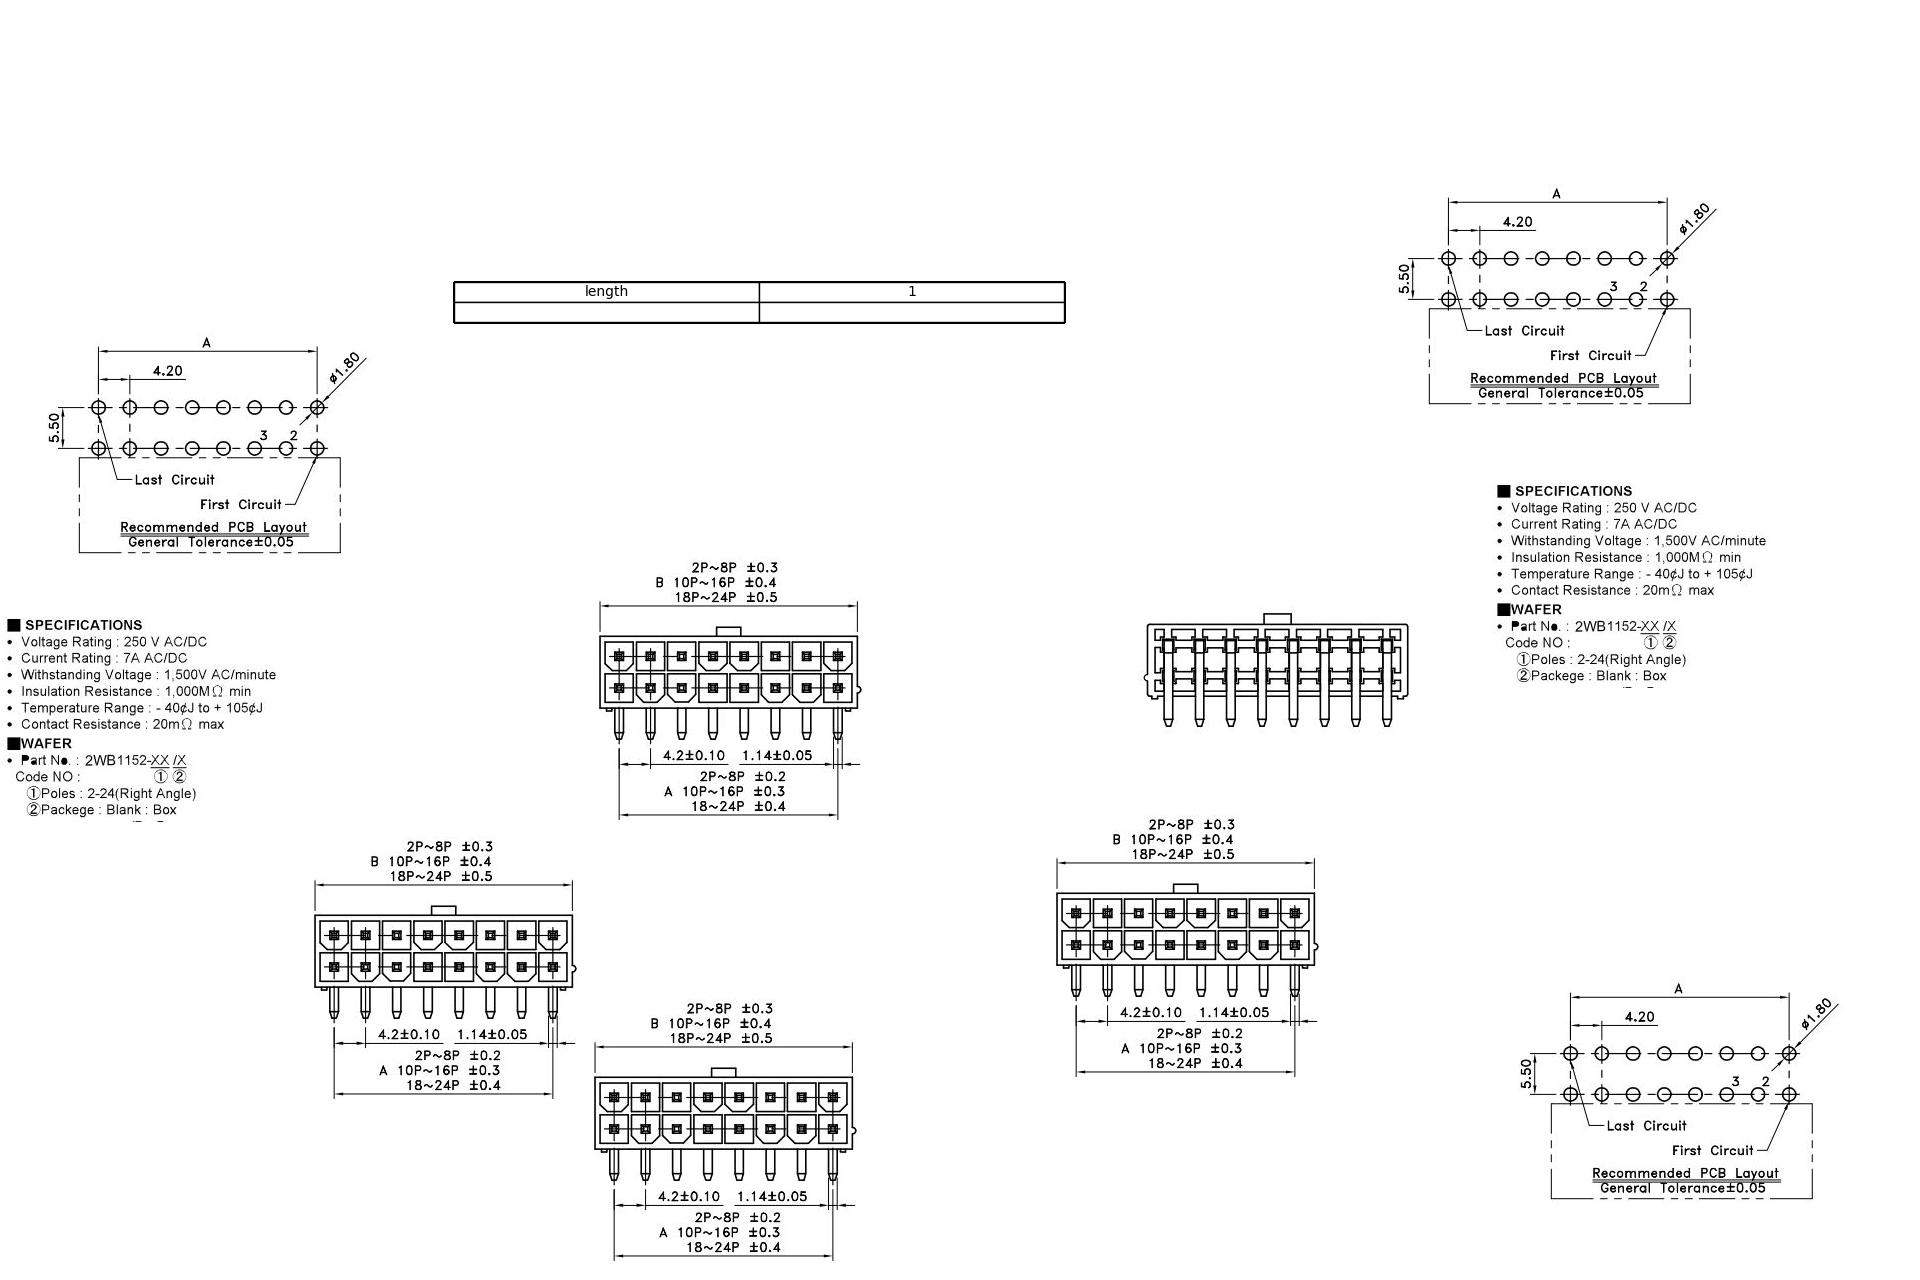 A
4.20
ø1.80
5.50
3 2
Last Circuit
First Circuit
Recommended PCB Layout
General Tolerance±0.05
length 1
A
4.20
ø1.80
5.50
3 2
Last Circuit
First Circuit
Recommended PCB Layout
General Tolerance±0.05
■ SPECIFICATIONS
• Voltage Rating : 250 V AC/DC
• Current Rating : 7A AC/DC
• Withstanding Voltage : 1,500V AC/minute
• Insulation Resistance : 1,000MΩ min
• Temperature Range : - 40¢J to + 105¢J
• Contact Resistance : 20mΩ max
■WAFER
• Part No. : 2WB1152-XX /X
Code NO : ① ②
①Poles : 2-24(Right Angle)
②Packege : Blank : Box
2P~8P ±0.3
B 10P~16P ±0.4
18P~24P ±0.5
4.2±0.10 1.14±0.05
2P~8P ±0.2
A 10P~16P ±0.3
18~24P ±0.4
■ SPECIFICATIONS
• Voltage Rating : 250 V AC/DC
• Current Rating : 7A AC/DC
• Withstanding Voltage : 1,500V AC/minute
• Insulation Resistance : 1,000MΩ min
• Temperature Range : - 40¢J to + 105¢J
• Contact Resistance : 20mΩ max
■WAFER
• Part No. : 2WB1152-XX /X
Code NO : ① ②
①Poles : 2-24(Right Angle)
②Packege : Blank : Box
2P~8P ±0.3
B 10P~16P ±0.4
18P~24P ±0.5
4.2±0.10 1.14±0.05
2P~8P ±0.2
A 10P~16P ±0.3
18~24P ±0.4
2P~8P ±0.3
B 10P~16P ±0.4
18P~24P ±0.5
4.2±0.10 1.14±0.05
2P~8P ±0.2
A 10P~16P ±0.3
18~24P ±0.4
2P~8P ±0.3
B 10P~16P ±0.4
18P~24P ±0.5
4.2±0.10 1.14±0.05
2P~8P ±0.2
A 10P~16P ±0.3
18~24P ±0.4
A
4.20
ø1.80
5.50
3 2
Last Circuit
First Circuit
Recommended PCB Layout
General Tolerance±0.05